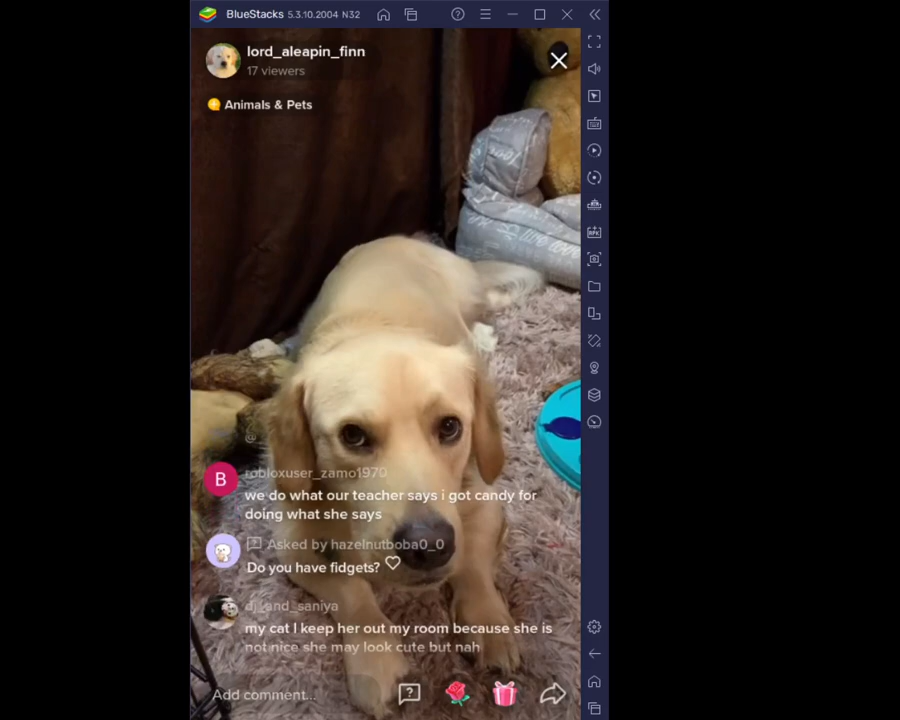 BlueStacks 5.3.10.2004 N32
lord_aleapin_finn
17 viewers
Animals & Pets
@
robloxuser_zamo1970
B
we do what our teacher says i got candy for
doing what she says
Asked by hazelnutboba0_0
Do you have fidgets?
dj_and_saniya
my cat I keep her out my room because she is
not nice she may look cute but nah
Add comment...